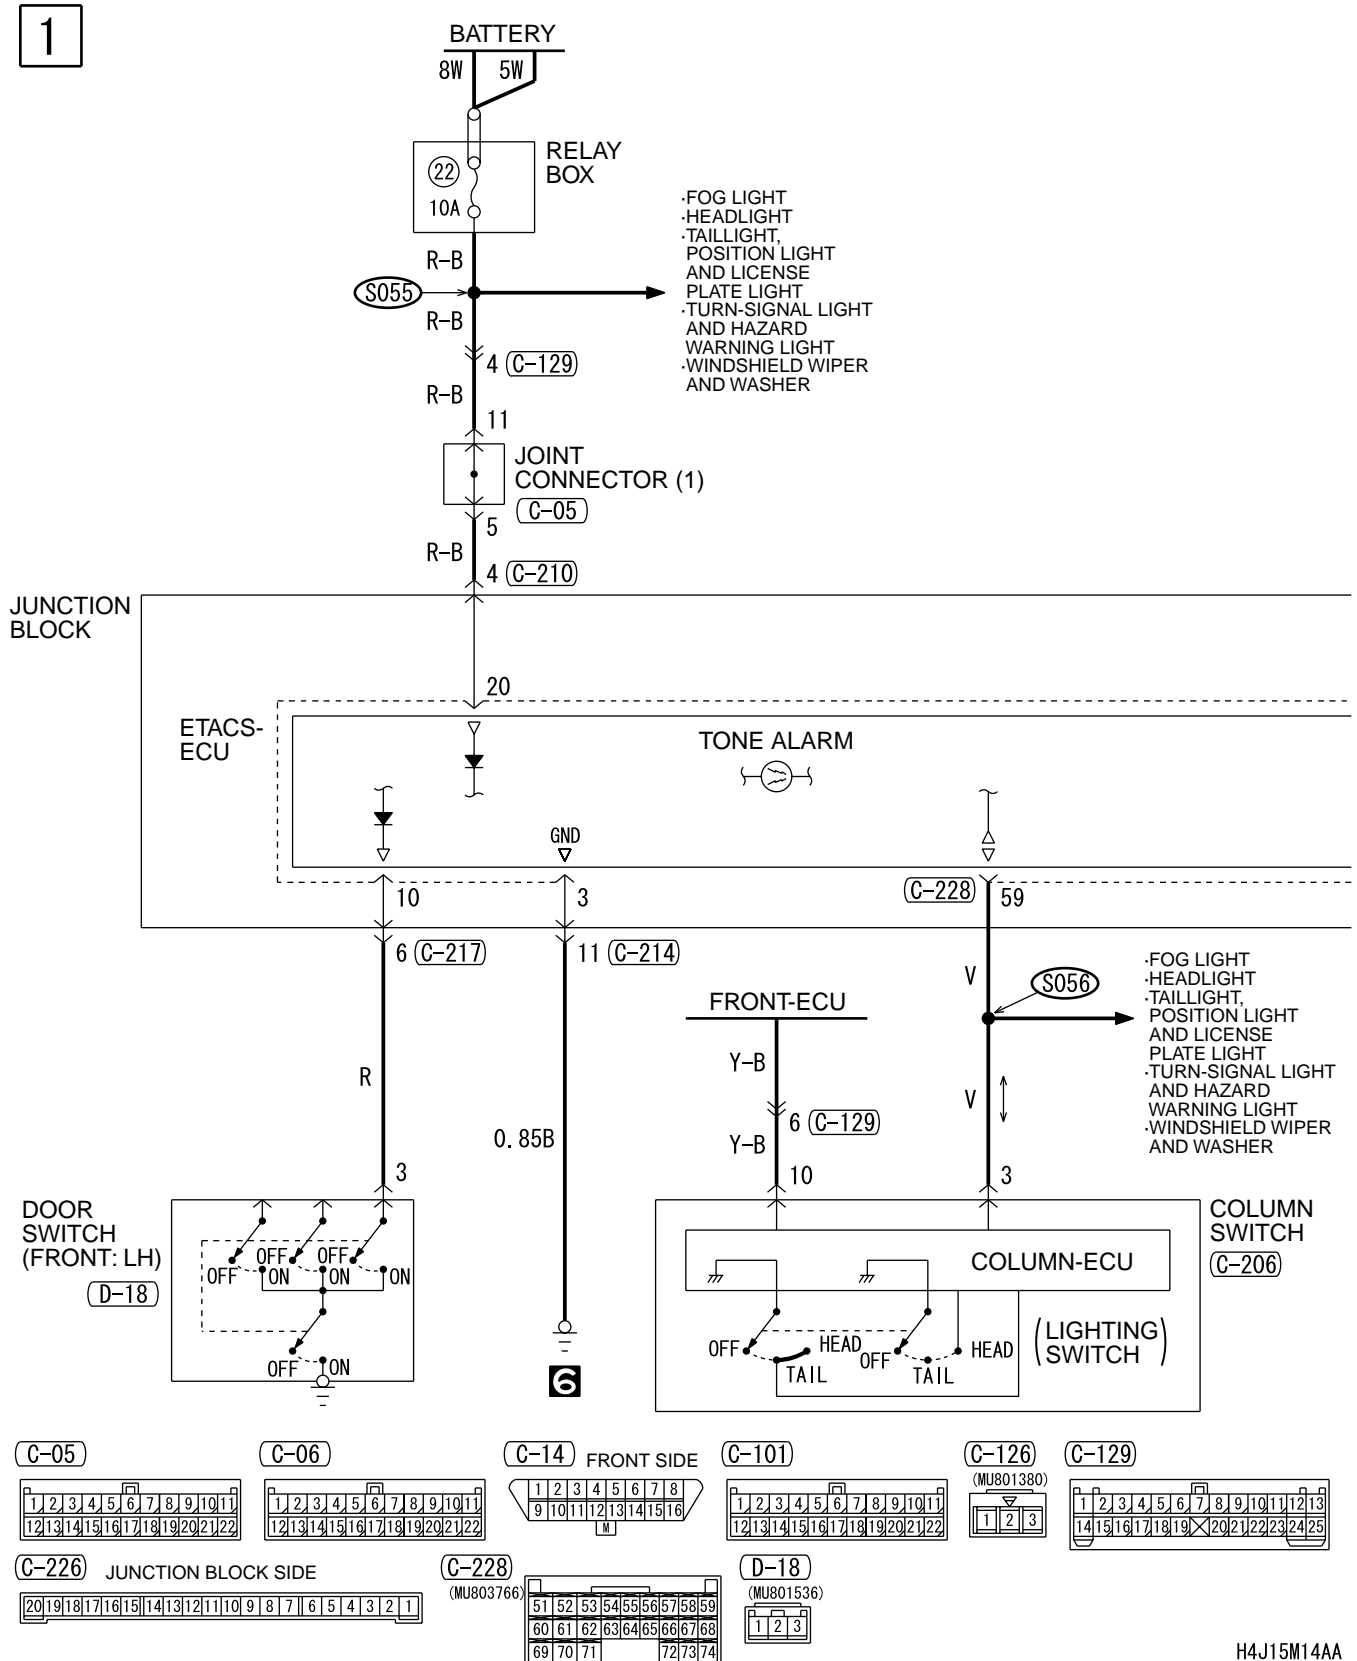 1
BATTERY
8W
5W
RELAY
BOX
22
10A
R-B
S055
R-B
·FOG LIGHT
·HEADLIGHT
·TAILLIGHT,
POSITION LIGHT
AND LICENSE
PLATE LIGHT
·TURN-SIGNAL LIGHT
AND HAZARD
WARNING LIGHT
·WINDSHIELD WIPER
AND WASHER
4 C-129
R-B
11
JOINT
CONNECTOR (1)
C-05
5
R-B
4 C-210
JUNCTION
BLOCK
20
ETACS-
ECU
TONE ALARM
GND
10
3
C-228
59
6 C-217
11 C-214
V
S056
·FOG LIGHT
·HEADLIGHT
·TAILLIGHT,
POSITION LIGHT
AND LICENSE
PLATE LIGHT
·TURN-SIGNAL LIGHT
AND HAZARD
WARNING LIGHT
·WINDSHIELD WIPER
AND WASHER
FRONT-ECU
Y-B
R
V
6 C-129
0.85B
Y-B
3
10
3
DOOR
SWITCH
(FRONT: LH)
D-18
OFF
OFF
OFF
ON
ON
ON
OFF
ON
6
COLUMN
SWITCH
C-206
COLUMN-ECU
(LIGHTING
SWITCH)
OFF
HEAD
TAIL
OFF
HEAD
TAIL
C-05
1 2 3 4 5 6 7 8 9 10 11
12 13 14 15 16 17 18 19 20 21 22
C-06
1 2 3 4 5 6 7 8 9 10 11
12 13 14 15 16 17 18 19 20 21 22
C-14 FRONT SIDE
1 2 3 4 5 6 7 8
9 10 11 12 13 14 15 16
M
C-101
1 2 3 4 5 6 7 8 9 10 11
12 13 14 15 16 17 18 19 20 21 22
C-126
(MU801380)
1 2 3
C-129
1 2 3 4 5 6 7 8 9 10 11 12 13
14 15 16 17 18 19 20 21 22 23 24 25
C-226 JUNCTION BLOCK SIDE
20 19 18 17 16 15 14 13 12 11 10 9 8 7 6 5 4 3 2 1
C-228
(MU803766)
51 52 53 54 55 56 57 58 59
60 61 62 63 64 65 66 67 68
69 70 71 72 73 74
D-18
(MU801536)
1 2 3
H4J15M14AA